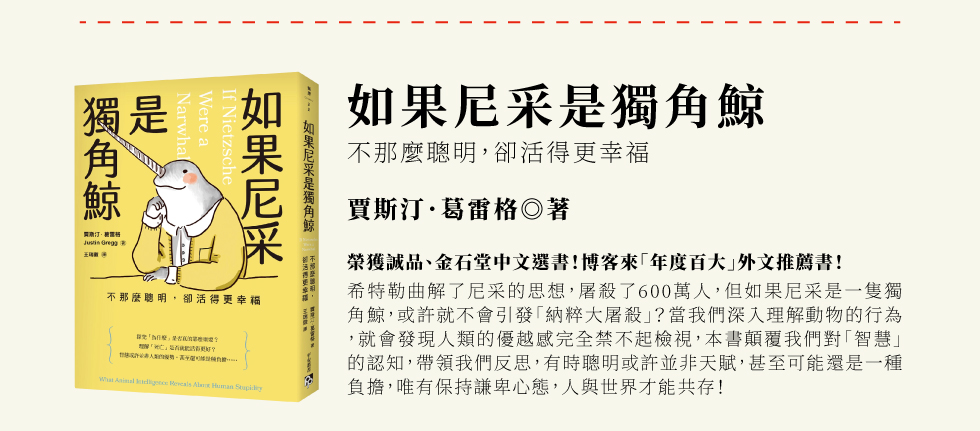 如果尼采是獨角鯨
不那麼聰明，卻活得更幸福
賈斯汀·葛雷格◎著
榮獲誠品、金石堂中文選書！博客來「年度百大」外文推薦書！
希特勒曲解了尼采的思想，屠殺了600萬人，但如果尼采是一隻獨
角鯨，或許就不會引發「納粹大屠殺」？當我們深入理解動物的行為
，就會發現人類的優越感完全禁不起檢視，本書顛覆我們對「智慧」
的認知，帶領我們反思，有時聰明或許並非天賦，甚至可能還是一種
負擔，唯有保持謙卑心態，人與世界才能共存！
如果尼采
是
獨角鯨
If Nietzsche
Were a
Narwhal
賈斯汀·葛雷格
Justin Gregg 著
王瑞徽 譯
不那麼聰明，卻活得更幸福
What Animal Intelligence Reveals About Human Stupidity
如果尼采是獨角鯨
不那麼聰明，
卻活得更幸福